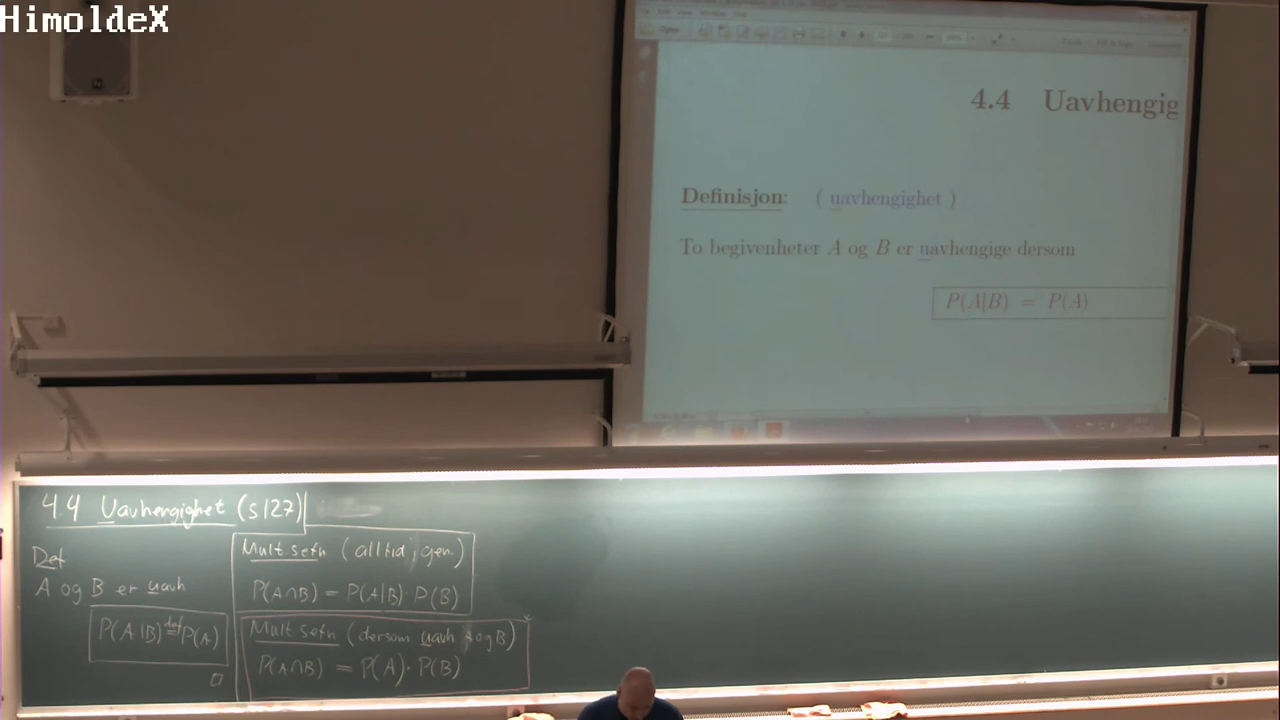 HimoldeX
4.4 Uavhengig
Definisjon: ( uavhengighet )
To begivenheter A og B er uavhengige dersom
P(A|B) = P(A)
4.4 Uavhengighet (s 127)
Def
A og B er uavh
P(A|B) def= P(A)
Mult.setn (alltid, gen.)
P(A∩B) = P(A|B) · P(B)
Mult setn (dersom uavh A og B)
P(A∩B) = P(A) · P(B)